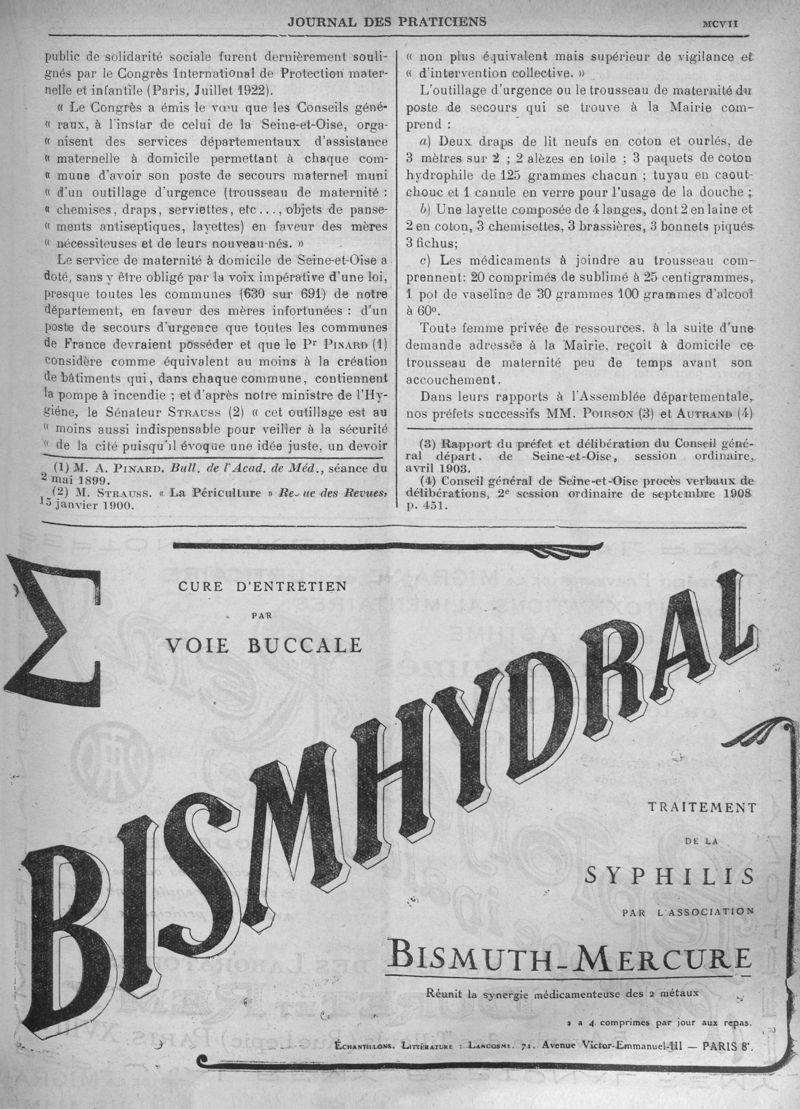 JOURNAL DES PRATICIENS
MCVII
public de solidarité sociale furent dernièrement souli-
gnés par le Congrès International de Protection mater-
nelle et infantile (Paris, Juillet 1922).
« Le Congrès a émis le vœu que les Conseils géné-
« raux, à l'instar de celui de la Seine-et-Oise, orga-
« nisent des services départementaux d'assistance
« maternelle à domicile permettant à chaque com-
« mune d'avoir son poste de secours maternel muni
« d'un outillage d'urgence (trousseau de maternité :
« chemises, draps, serviettes, etc..., objets de panse-
« ments antiseptiques, layettes) en faveur des mères
« nécessiteuses et de leurs nouveau-nés. »
Le service de maternité à domicile de Seine-et-Oise a
doté, sans y être obligé par la voix impérative d'une loi,
presque toutes les communes (630 sur 691) de notre
département, en faveur des mères infortunées : d'un
poste de secours d'urgence que toutes les communes
de France devraient posséder et que le Pr PINARD (1)
considère comme équivalent au moins à la création
de bâtiments qui, dans chaque commune, contiennent
la pompe à incendie ; et d'après notre ministre de l'Hy-
giéne, le Sénateur STRAUSS (2) « cet outillage est au
« moins aussi indispensable pour veiller à la sécurité
« de la cité puisqu'il évoque une idée juste, un devoir
(1) M. A. PINARD, Bull. de l'Acad. de Méd., séance du
2 mai 1899.
(2) M. STRAUSS. « La Périculture » Revue des Revues,
15 janvier 1900.
« non plus équivalent mais supérieur de vigilance et
« d'intervention collective. »
L'outillage d'urgence ou le trousseau de maternité du
poste de secours qui se trouve à la Mairie com-
prend :
a) Deux draps de lit neufs en coton et ourlés, de
3 mètres sur 2 ; 2 alèzes en toile ; 3 paquets de coton
hydrophile de 125 grammes chacun ; tuyau en caout-
chouc et 1 canule en verre pour l'usage de la douche ;
b) Une layette composée de 4 langes, dont 2 en laine et
2 en coton, 3 chemisettes, 3 brassières, 3 bonnets piqués
3 fichus;
c) Les médicaments à joindre au trousseau com-
prennent: 20 comprimés de sublimé à 25 centigrammes,
1 pot de vaseline de 30 grammes 100 grammes d'alcool
à 60°.
Toute femme privée de ressources, à la suite d'une
demande adressée à la Mairie, reçoit à domicile ce
trousseau de maternité peu de temps avant son
accouchement.
Dans leurs rapports à l'Assemblée départementale,
nos préfets successifs MM. POIRSON (3) et AUTRAND (4)
(3) Rapport du préfet et délibération du Conseil géné-
ral départ. de Seine-et-Oise, session ordinaire,
avril 1903.
(4) Conseil général de Seine-et-Oise procès verbaux de
délibérations, 2e session ordinaire de septembre 1908
p. 451.
Σ
CURE D'ENTRETIEN
PAR
VOIE BUCCALE
BISMHYDRAL
TRAITEMENT
DE LA
SYPHILIS
PAR L'ASSOCIATION
BISMUTH-MERCURE
Réunit la synergie médicamenteuse des 2 métaux
2 a 4 comprimes par jour aux repas.
ÉCHANTILLONS. LITTÉRATURE : LANCOSME. 71. Avenue Victor-Emmanuel-III — PARIS 8e.